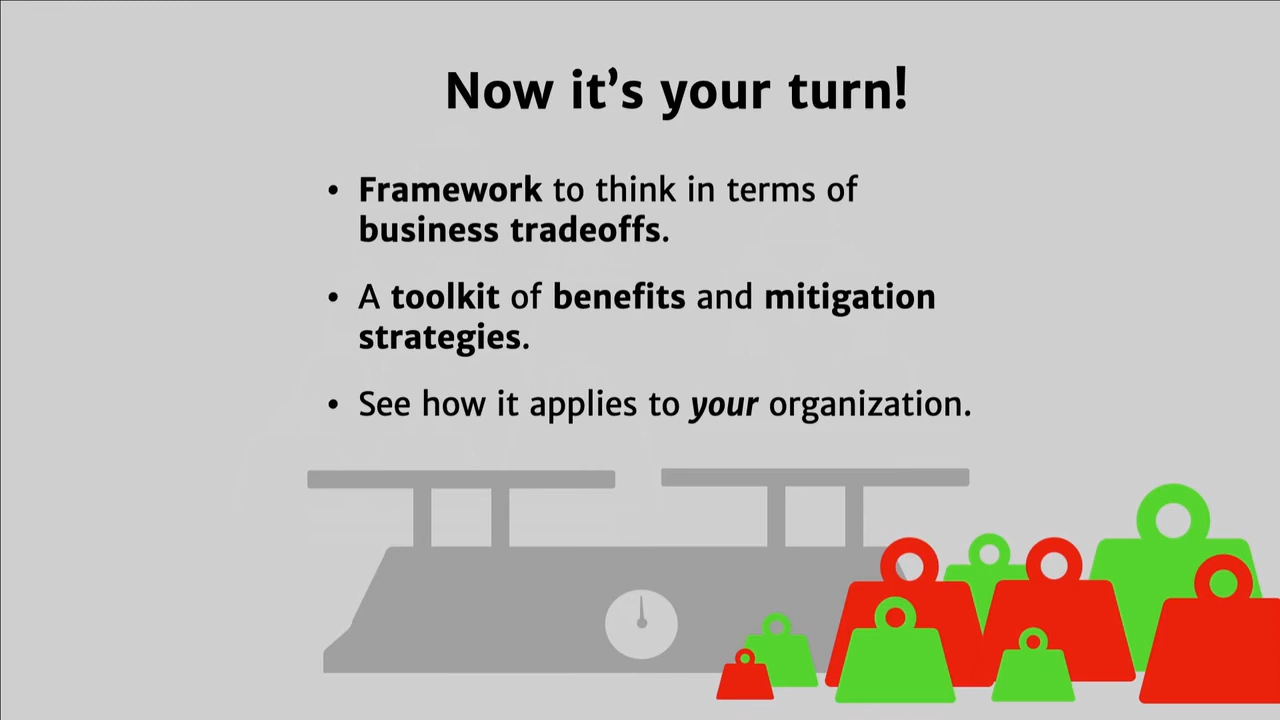 Now it's your turn!
• Framework to think in terms of
business tradeoffs.
• A toolkit of benefits and mitigation
strategies.
• See how it applies to your organization.